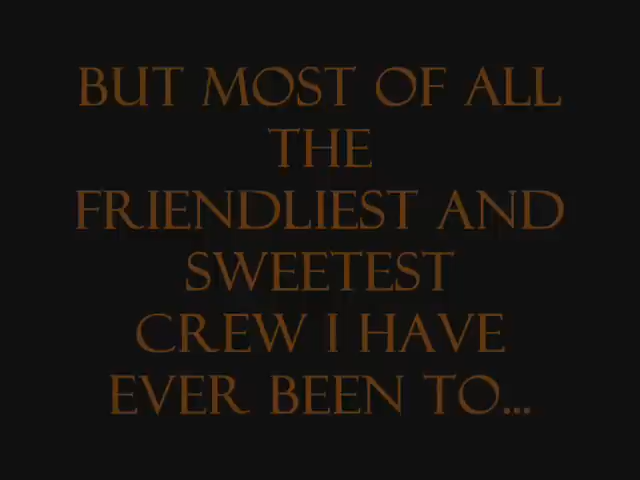 BUT MOST OF ALL
THE
FRIENDLIEST AND
SWEETEST
CREW I HAVE
EVER BEEN TO...